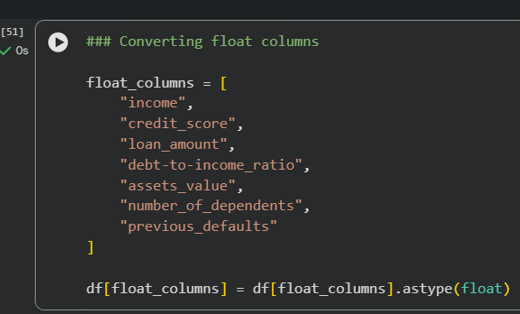 [51]
0s
### Converting float columns
float_columns = [
"income",
"credit_score",
"loan_amount",
"debt-to-income_ratio",
"assets_value",
"number_of_dependents",
"previous_defaults"
]
df[float_columns] = df[float_columns].astype(float)